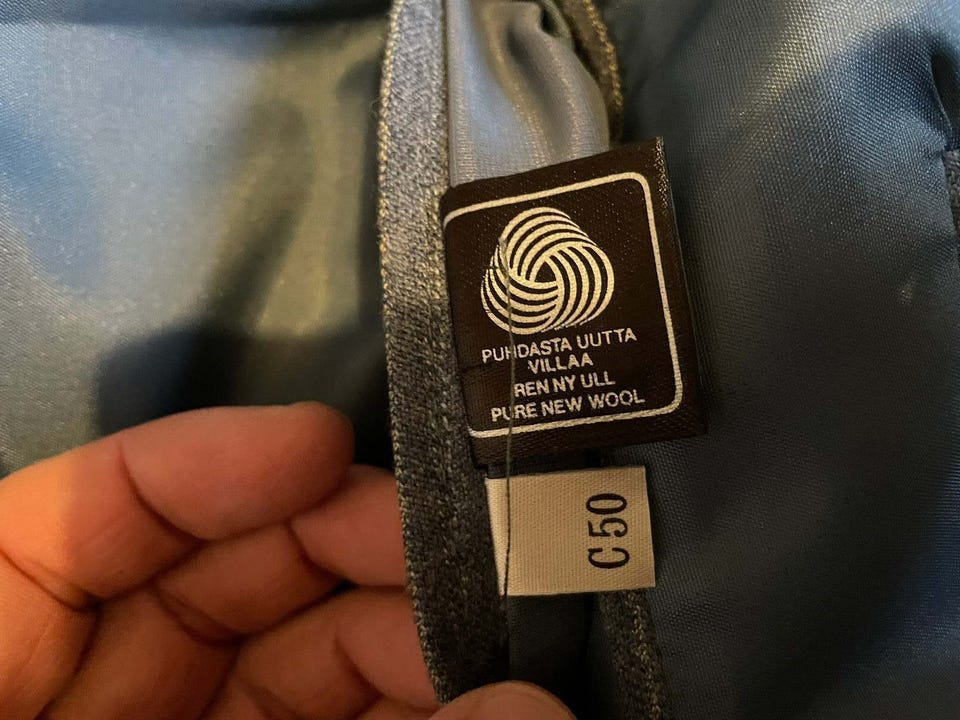 PUHDASTA UUTTA
VILLAA
REN NY ULL
PURE NEW WOOL
C50